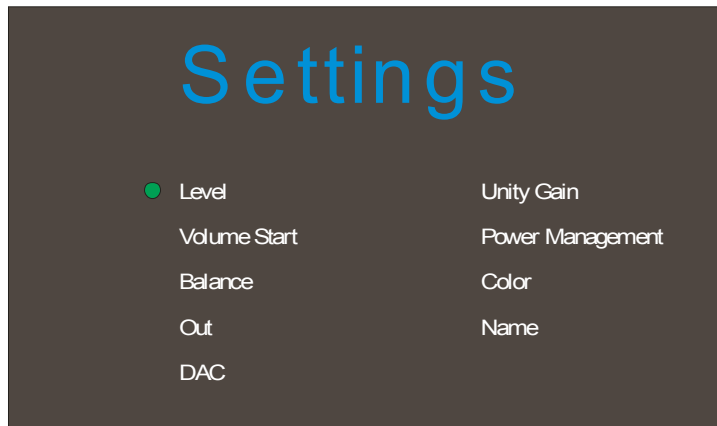 Settings
Level
Volume Start
Balance
Out
DAC
Unity Gain
Power Management
Color
Name